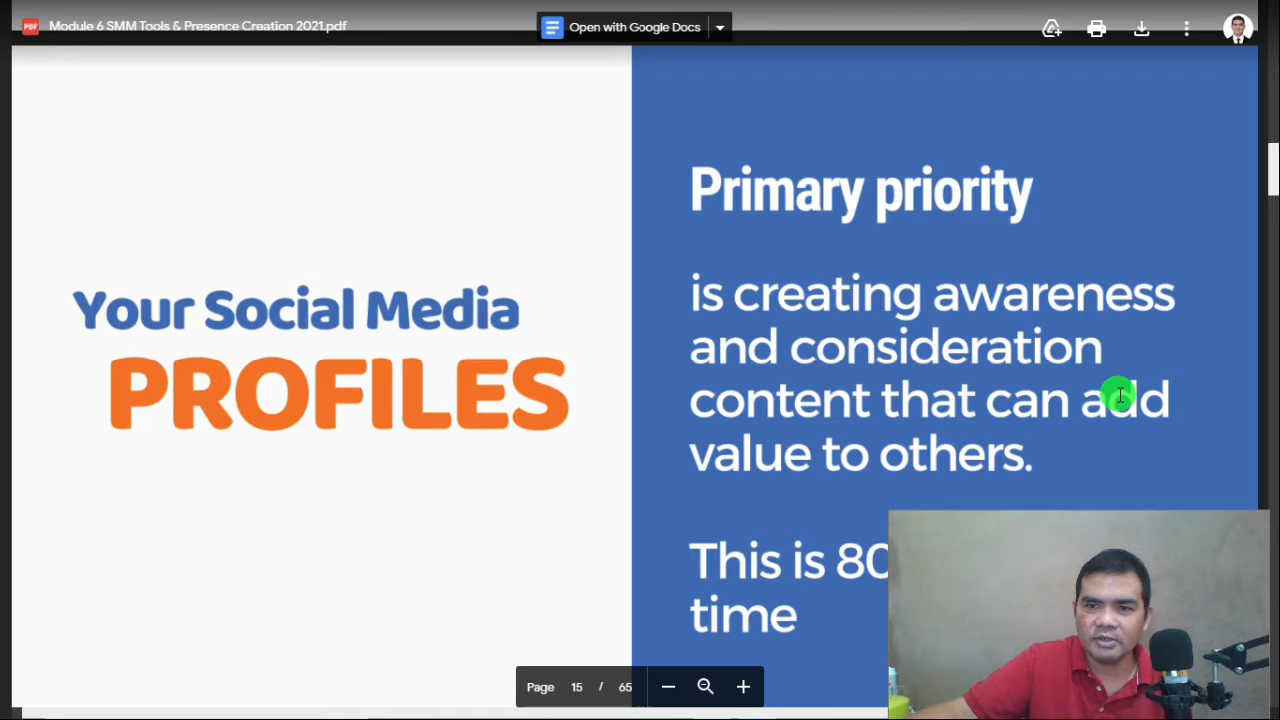 Module 6 SMM Tools & Presence Creation 2021.pdf
Open with Google Docs
Your Social Media
PROFILES
Primary priority
is creating awareness
and consideration
content that can add
value to others.
This is 80
time
Page 15 / 65